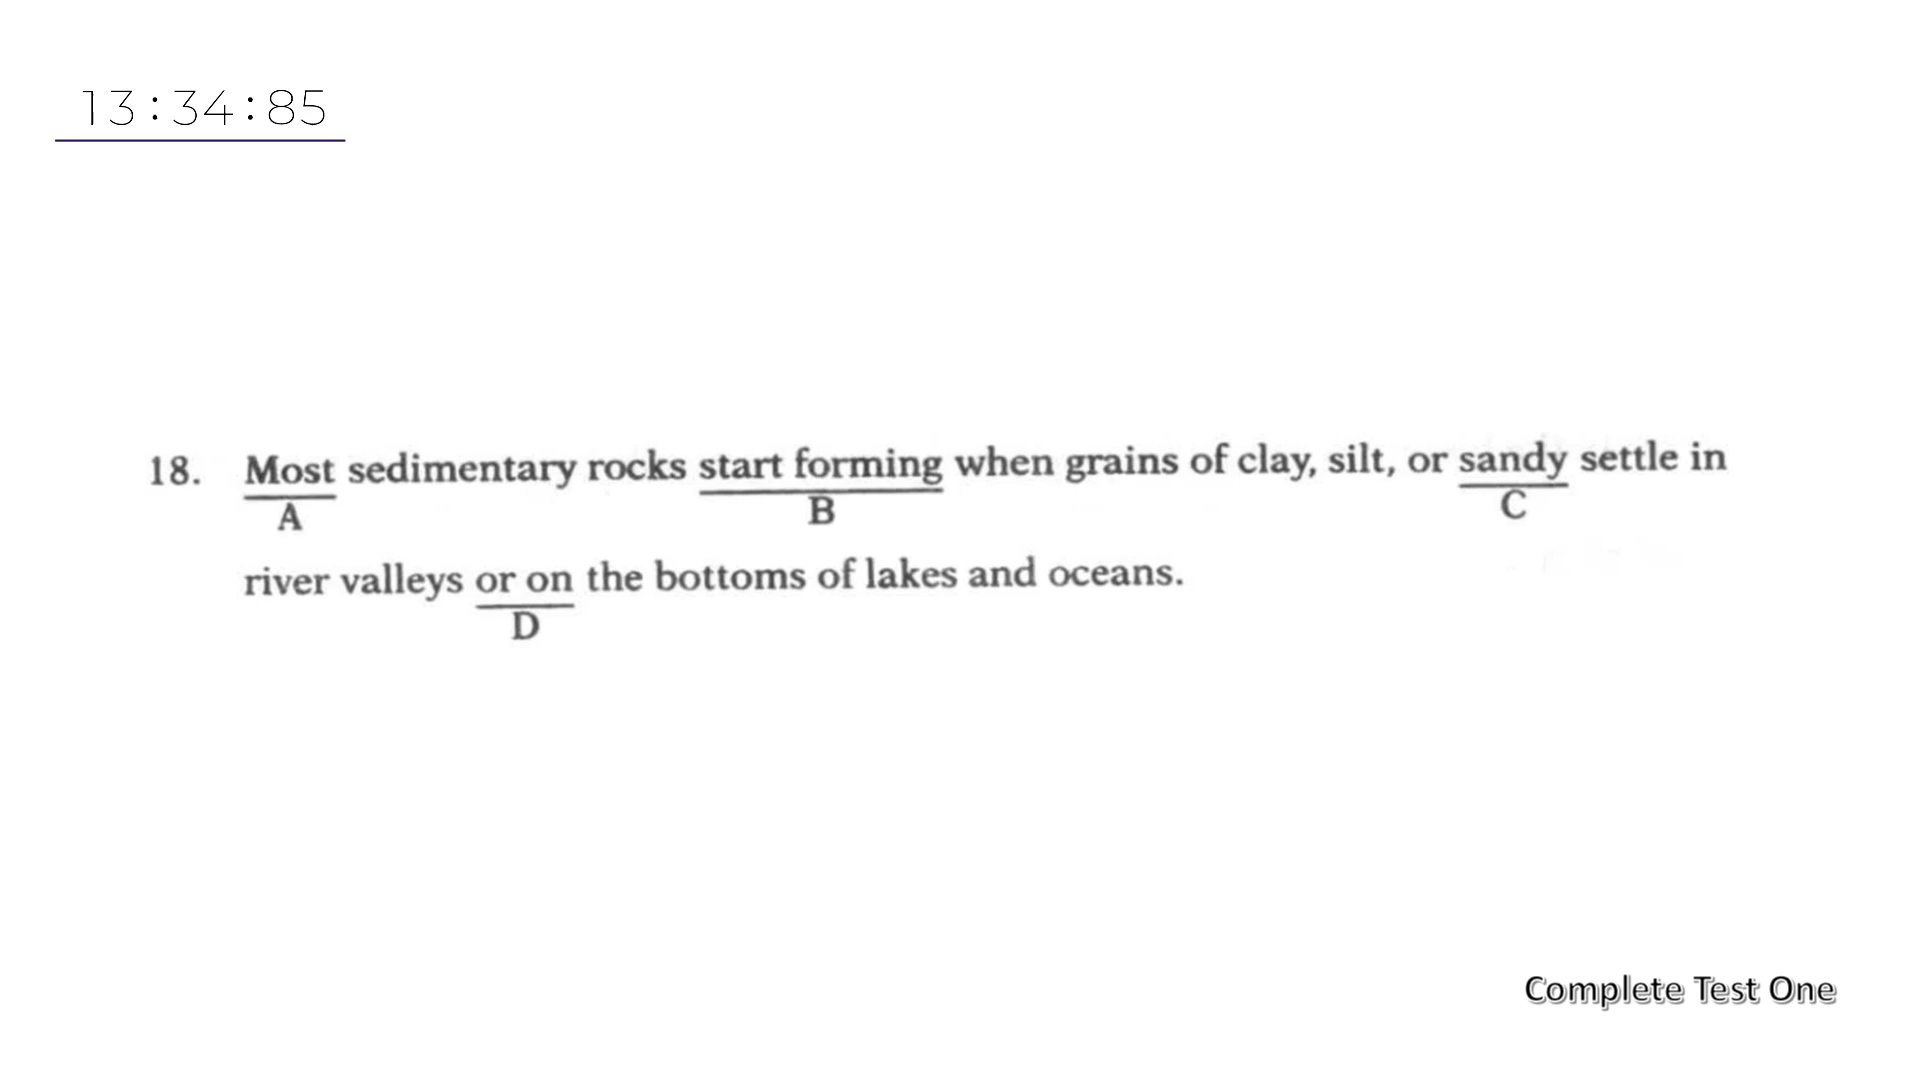 13:34:85
18. Most sedimentary rocks start forming when grains of clay, silt, or sandy settle in
A B C
river valleys or on the bottoms of lakes and oceans.
D
Complete Test One